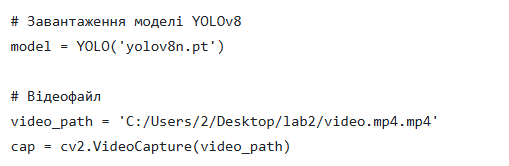 # Завантаження моделі YOLOv8
model = YOLO('yolov8n.pt')
# Відеофайл
video_path = 'C:/Users/2/Desktop/lab2/video.mp4.mp4'
cap = cv2.VideoCapture(video_path)